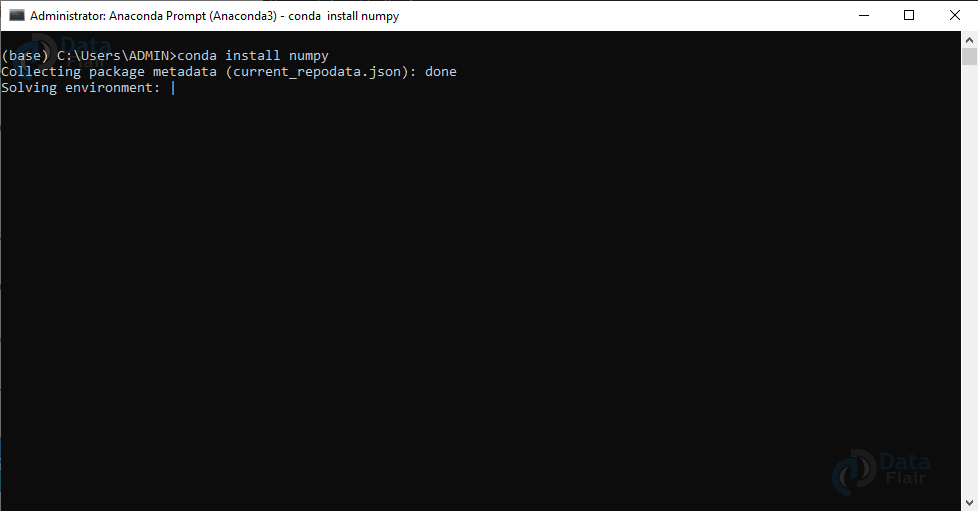 Administrator: Anaconda Prompt (Anaconda3) - conda  install numpy
Data
(base) C:\Users\ADMIN>conda install numpy
Collecting package metadata (current_repodata.json): done
Solving environment: |
Data
Flair